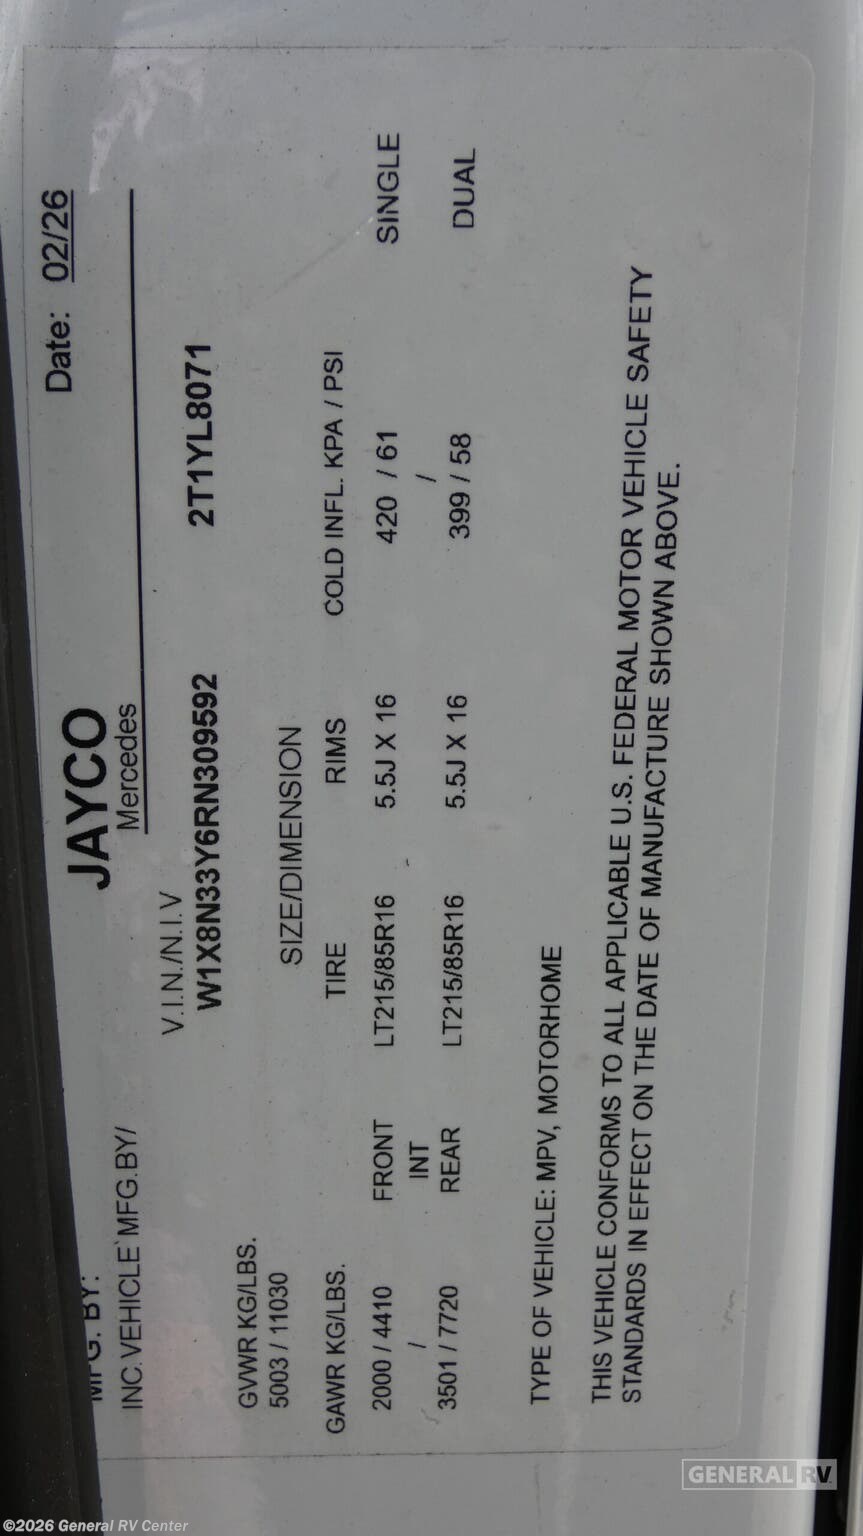 MFG. BY: JAYCO Date: 02/26
INC.VEHICLE MFG.BY/ Mercedes
V.I.N./N.I.V
W1X8N33Y6RN309592 2T1YL8071
GVWR KG/LBS.
5003 / 11030 SIZE/DIMENSION
GAWR KG/LBS. TIRE RIMS COLD INFL. KPA / PSI
2000 / 4410 FRONT LT215/85R16 5.5J X 16 420 / 61 SINGLE
/ INT /
3501 / 7720 REAR LT215/85R16 5.5J X 16 399 / 58 DUAL
TYPE OF VEHICLE: MPV, MOTORHOME
THIS VEHICLE CONFORMS TO ALL APPLICABLE U.S. FEDERAL MOTOR VEHICLE SAFETY
STANDARDS IN EFFECT ON THE DATE OF MANUFACTURE SHOWN ABOVE.
GENERAL RV
©2026 General RV Center